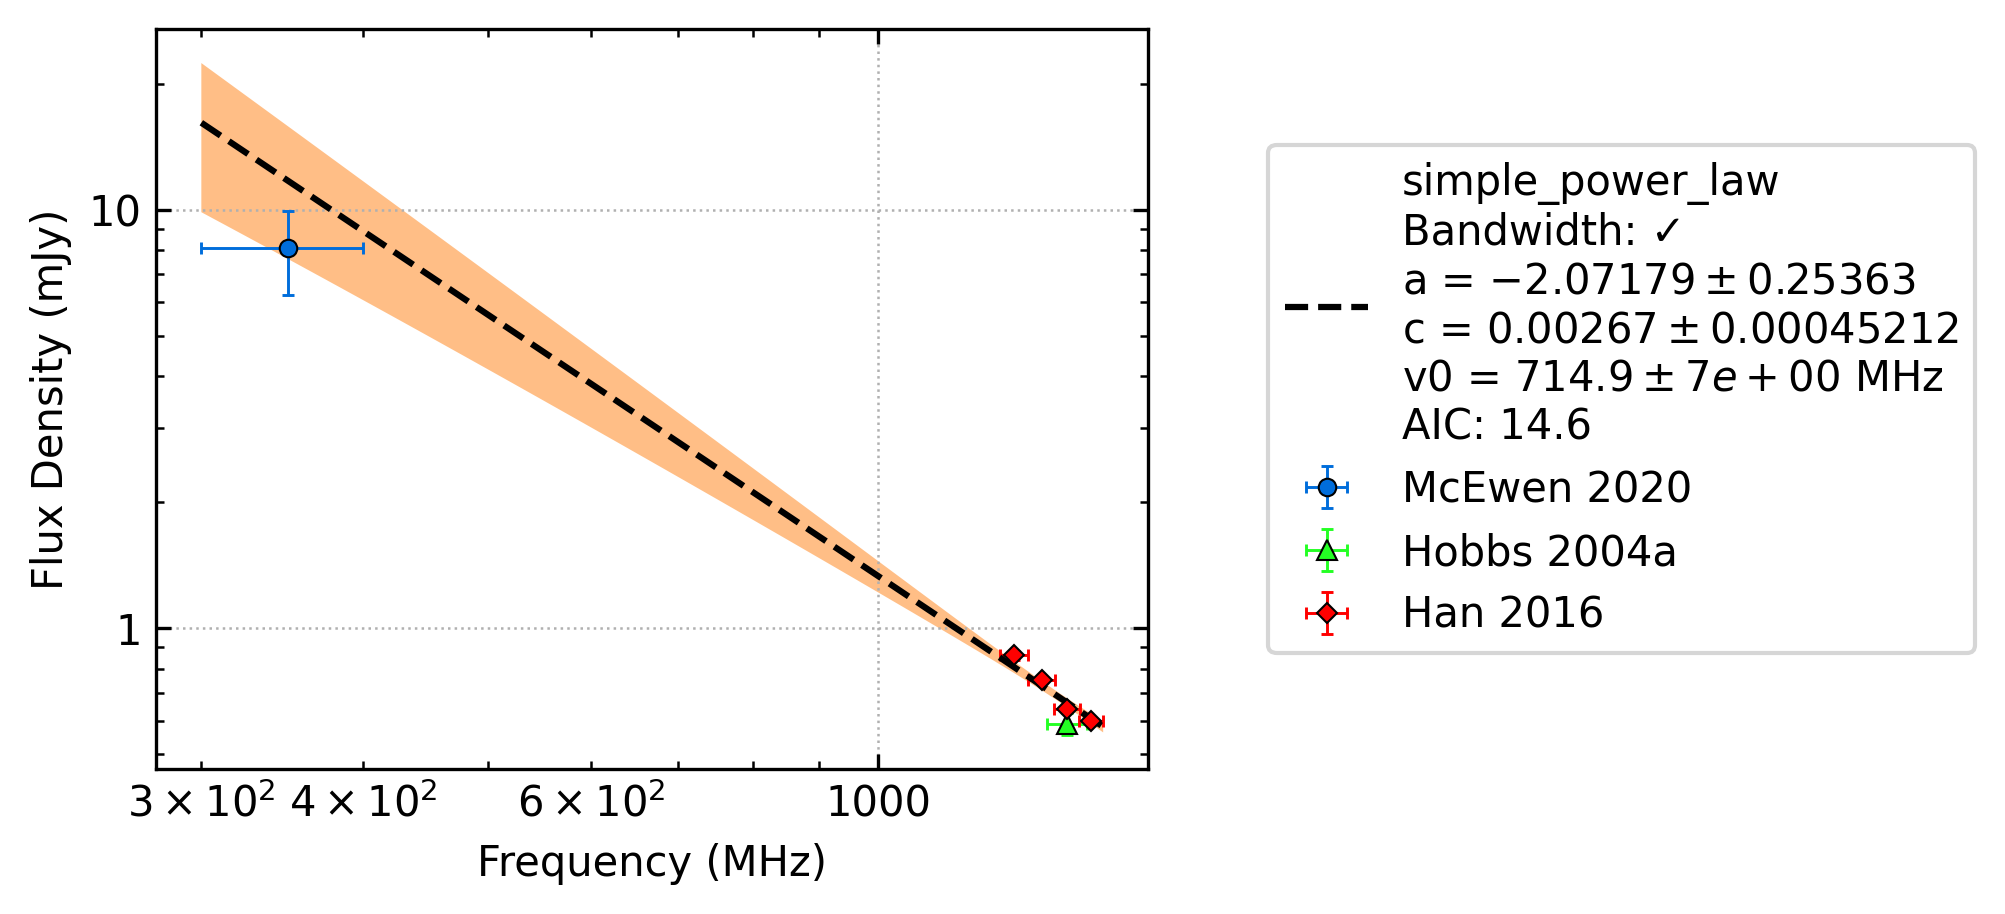 10
1
Flux Density (mJy)
3 × 10² 4 × 10² 6 × 10² 1000
Frequency (MHz)
simple_power_law
Bandwidth: ✓
a = −2.07179 ± 0.25363
c = 0.00267 ± 0.00045212
v0 = 714.9 ± 7e + 00 MHz
AIC: 14.6
McEwen 2020
Hobbs 2004a
Han 2016